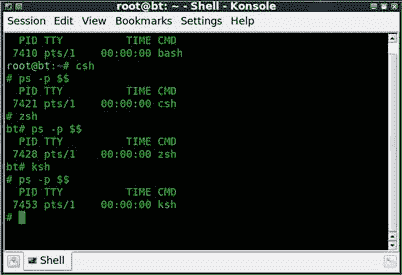 root@bt: ~ - Shell - Konsole
Session Edit View Bookmarks Settings Help
PID TTY TIME CMD
7410 pts/1 00:00:00 bash
root@bt:~# csh
# ps -p $$
PID TTY TIME CMD
7421 pts/1 00:00:00 csh
# zsh
bt# ps -p $$
PID TTY TIME CMD
7428 pts/1 00:00:00 zsh
bt# ksh
# ps -p $$
PID TTY TIME CMD
7453 pts/1 00:00:00 ksh
#
Shell